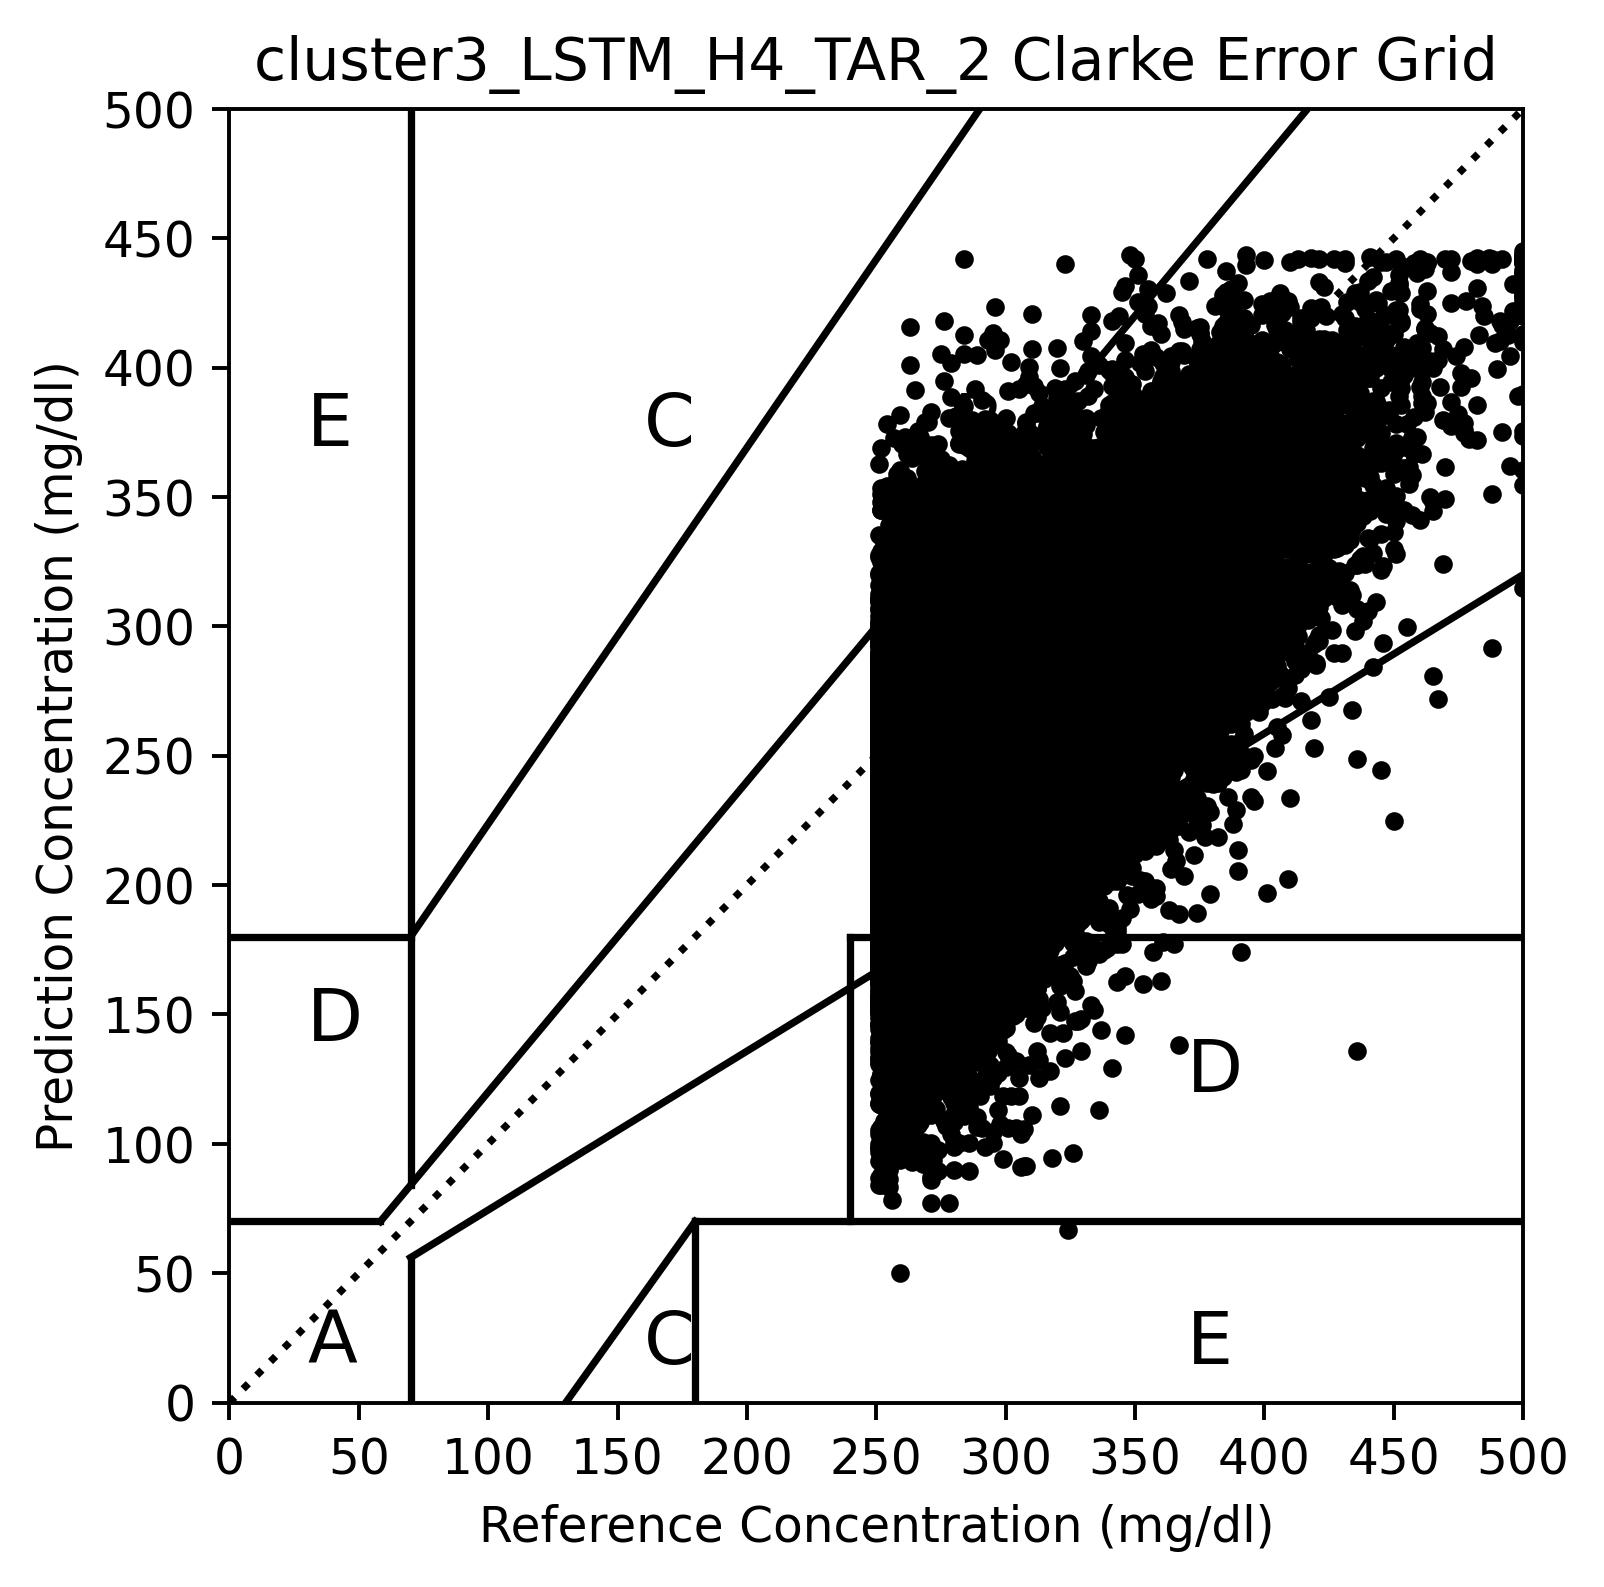 cluster3_LSTM_H4_TAR_2 Clarke Error Grid
500
450
400
350
300
250
200
150
100
50
0
Prediction Concentration (mg/dl)
E
C
D
D
A
C
E
0 50 100 150 200 250 300 350 400 450 500
Reference Concentration (mg/dl)